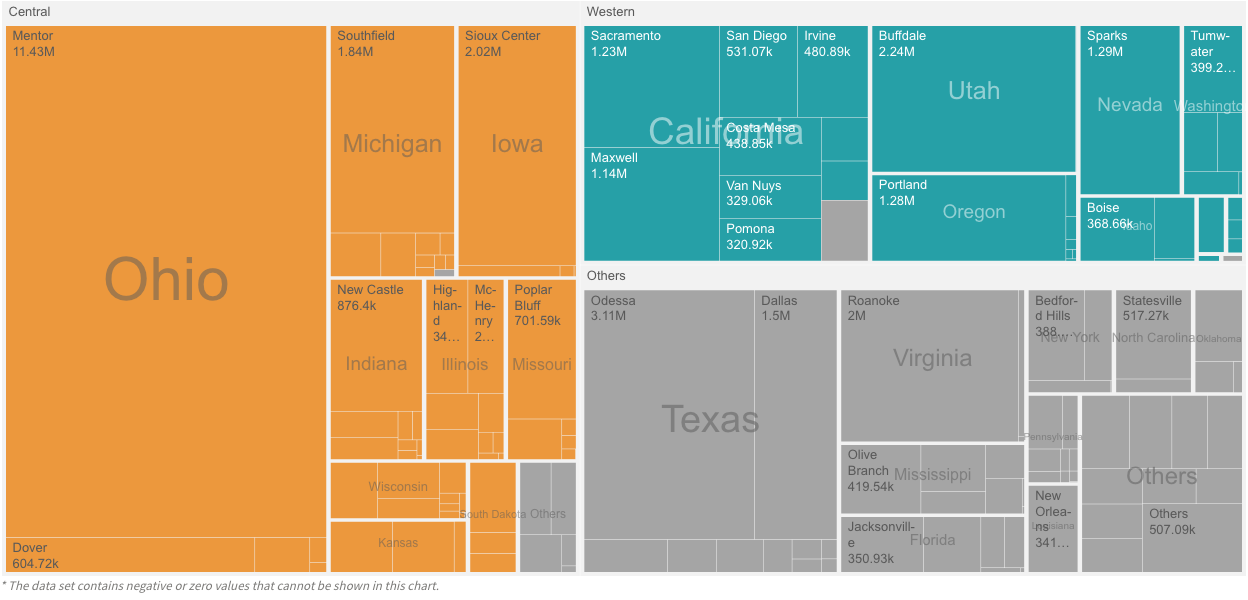 Central
Mentor
11.43M
Ohio
Dover
604.72k
Southfield
1.84M
Michigan
Sioux Center
2.02M
Iowa
New Castle
876.4k
Indiana
Hig-
hlan-
d
34...
Mc-
He-
nry
2...
Illinois
Poplar
Bluff
701.59k
Missouri
Wisconsin
Kansas
South Dakota
Others
Western
Sacramento
1.23M
San Diego
531.07k
Irvine
480.89k
California
Costa Mesa
438.85k
Maxwell
1.14M
Van Nuys
329.06k
Pomona
320.92k
Buffdale
2.24M
Utah
Portland
1.28M
Oregon
Sparks
1.29M
Nevada
Tumw-
ater
399.2...
Washingto
Boise
368.66k
Idaho
Others
Odessa
3.11M
Dallas
1.5M
Texas
Roanoke
2M
Virginia
Olive
Branch
419.54k
Mississippi
Jacksonvill-
e
350.93k
Florida
Bedfor-
d Hills
388....
New York
Statesville
517.27k
North Carolina
Oklahoma
Pennsylvania
New
Orlea-
ns
341...
Louisiana
Others
Others
507.09k
* The data set contains negative or zero values that cannot be shown in this chart.